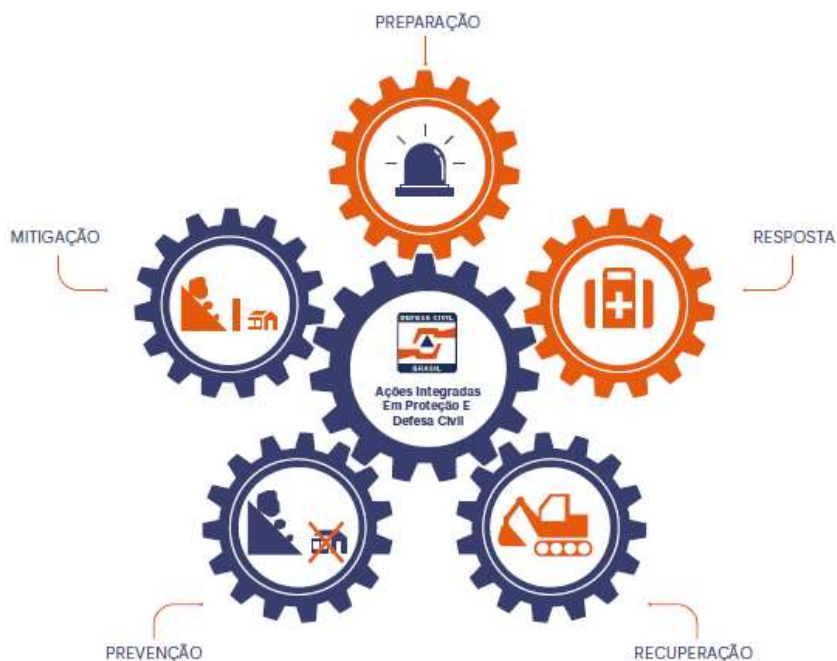 PREPARAÇÃO
MITIGAÇÃO
RESPOSTA
DEFESA CIVIL
BRASIL
Ações Integradas
Em Proteção E
Defesa Civil
PREVENÇÃO
RECUPERAÇÃO